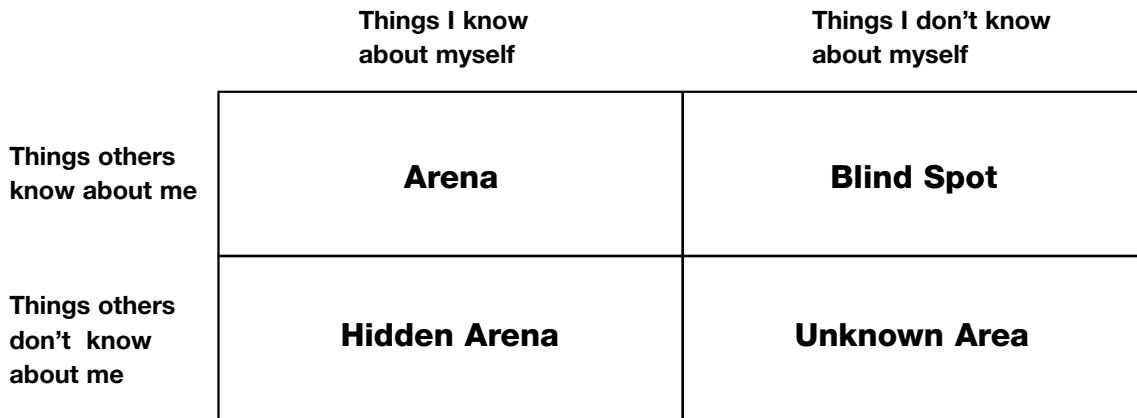 Things I know
about myself
Things I don’t know
about myself
Things others
know about me
Arena
Blind Spot
Things others
don’t know
about me
Hidden Arena
Unknown Area